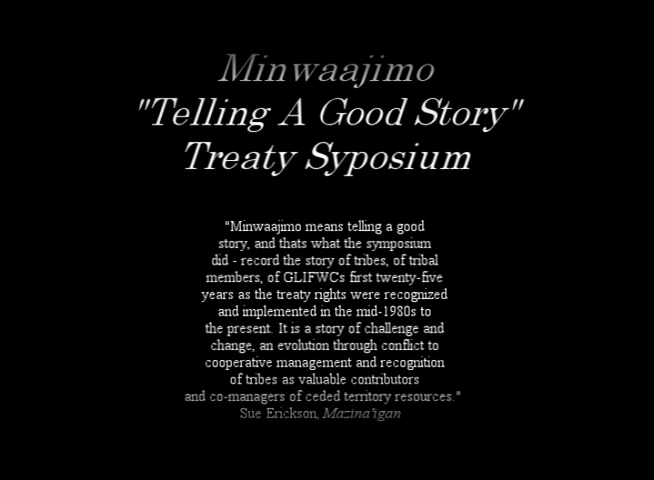 Minwaajimo
"Telling A Good Story"
Treaty Syposium
"Minwaajimo means telling a good
story, and thats what the symposium
did - record the story of tribes, of tribal
members, of GLIFWCs first twenty-five
years as the treaty rights were recognized
and implemented in the mid-1980s to
the present. It is a story of challenge and
change, an evolution through conflict to
cooperative management and recognition
of tribes as valuable contributors
and co-managers of ceded territory resources."
Sue Erickson, Mazina'igan